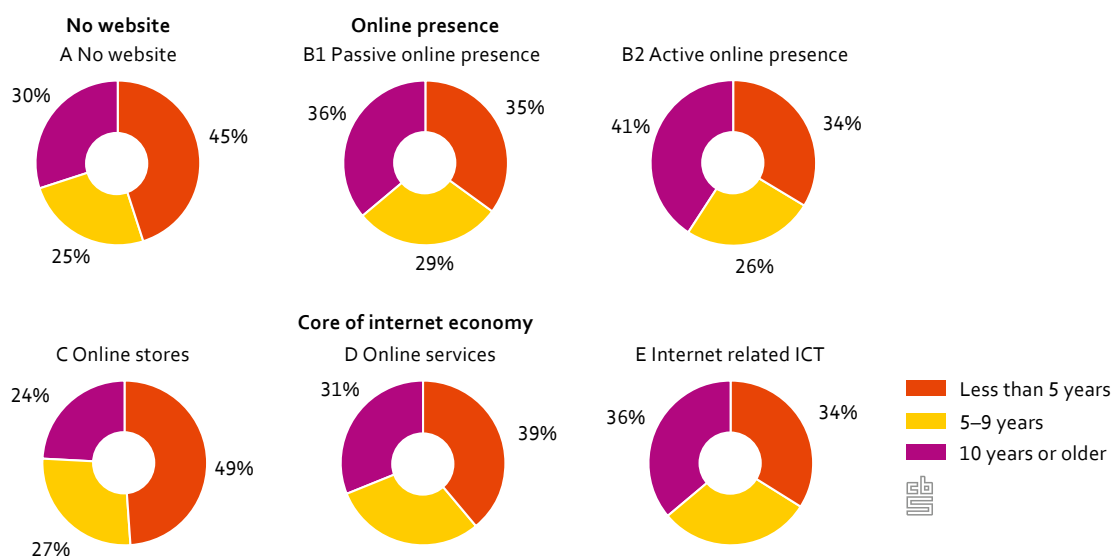 No website
Online presence
A No website
B1 Passive online presence
B2 Active online presence
30%
45%
25%
36%
35%
29%
41%
34%
26%
Core of internet economy
C Online stores
D Online services
E Internet related ICT
24%
49%
27%
31%
39%
36%
34%
Less than 5 years
5–9 years
10 years or older
cbs